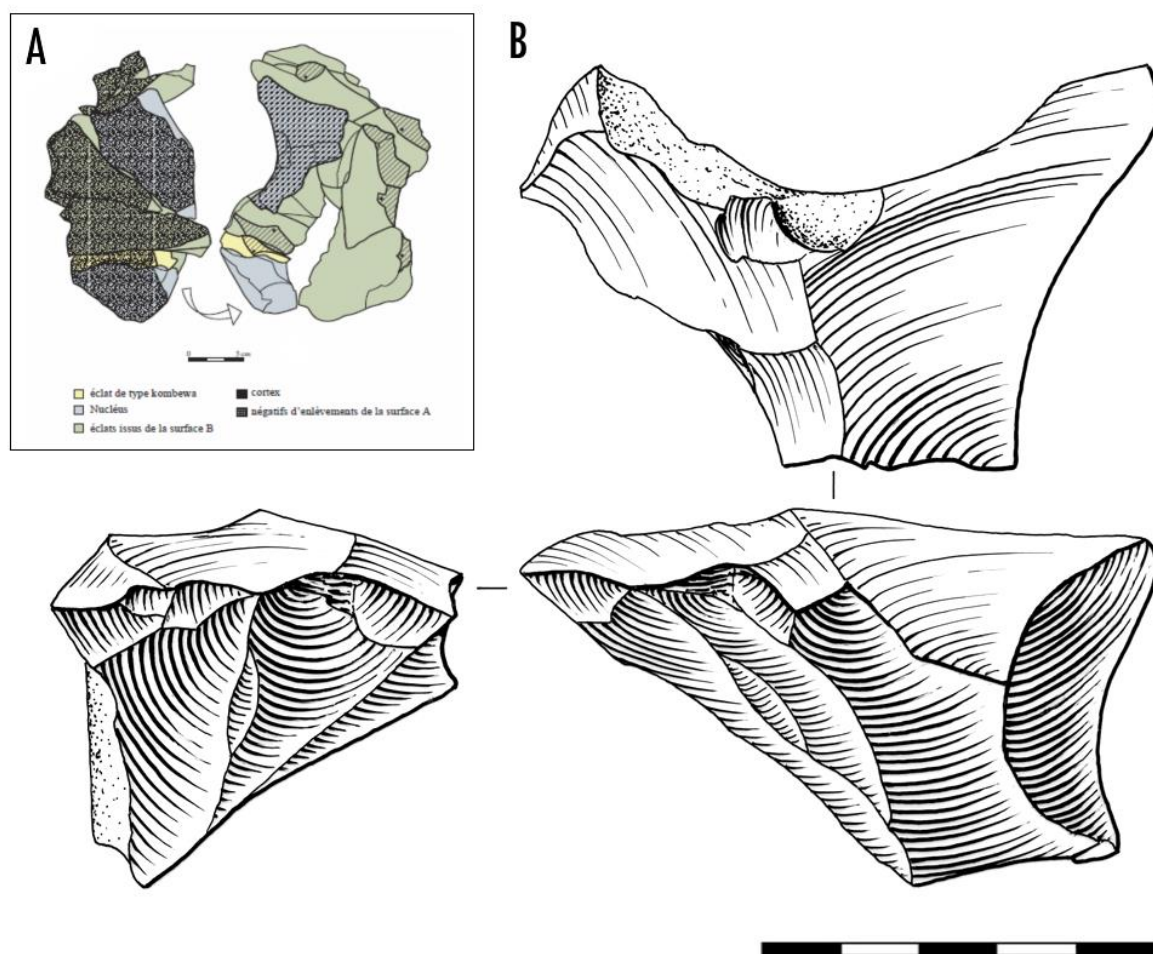 A
B
0 5 cm
éclat de type kombewa
Nucléus
éclats issus de la surface B
cortex
négatifs d'enlèvements de la surface A